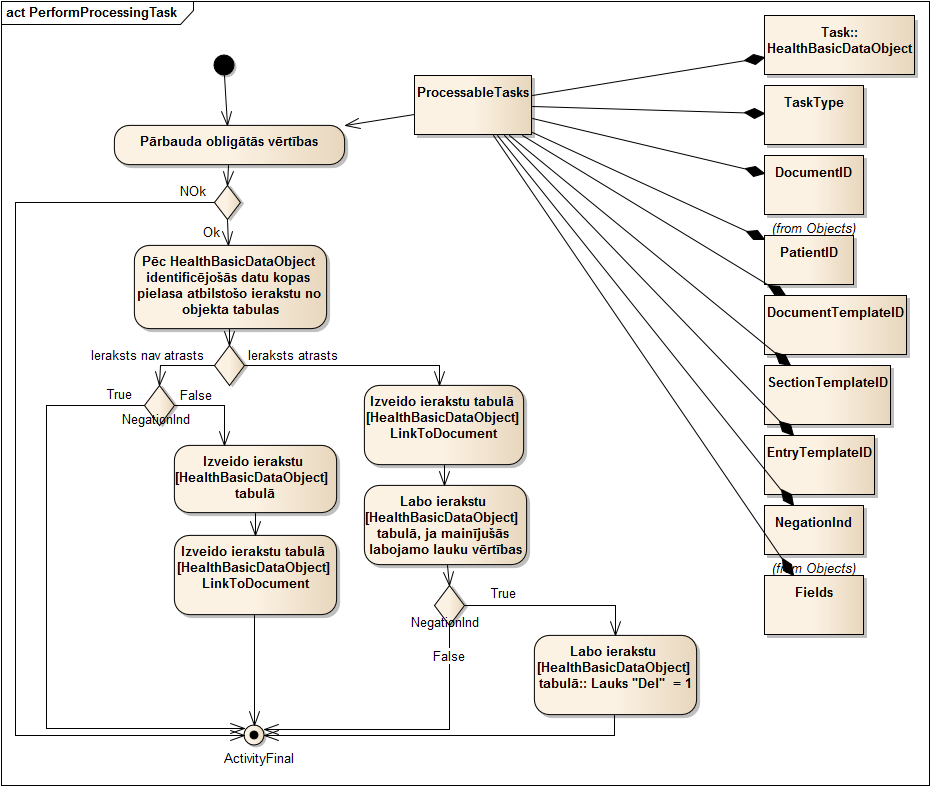 act PerformProcessingTask
Task::
HealthBasicDataObject
ProcessableTasks
TaskType
Pārbauda obligātās vērtības
DocumentID
NOk
(from Objects)
Ok
PatientID
Pēc HealthBasicDataObject
identificējošās datu kopas
pielasa atbilstošo ierakstu no
objekta tabulas
DocumentTemplateID
Ieraksts nav atrasts
Ieraksts atrasts
SectionTemplateID
True
False
NegationInd
Izveido ierakstu tabulā
[HealthBasicDataObject]
LinkToDocument
EntryTemplateID
Izveido ierakstu
[HealthBasicDataObject]
tabulā
Labo ierakstu
[HealthBasicDataObject]
tabulā, ja mainījušās
labojamo lauku vērtības
NegationInd
(from Objects)
Izveido ierakstu tabulā
[HealthBasicDataObject]
LinkToDocument
Fields
True
NegationInd
False
Labo ierakstu
[HealthBasicDataObject]
tabulā:: Lauks "Del" = 1
ActivityFinal